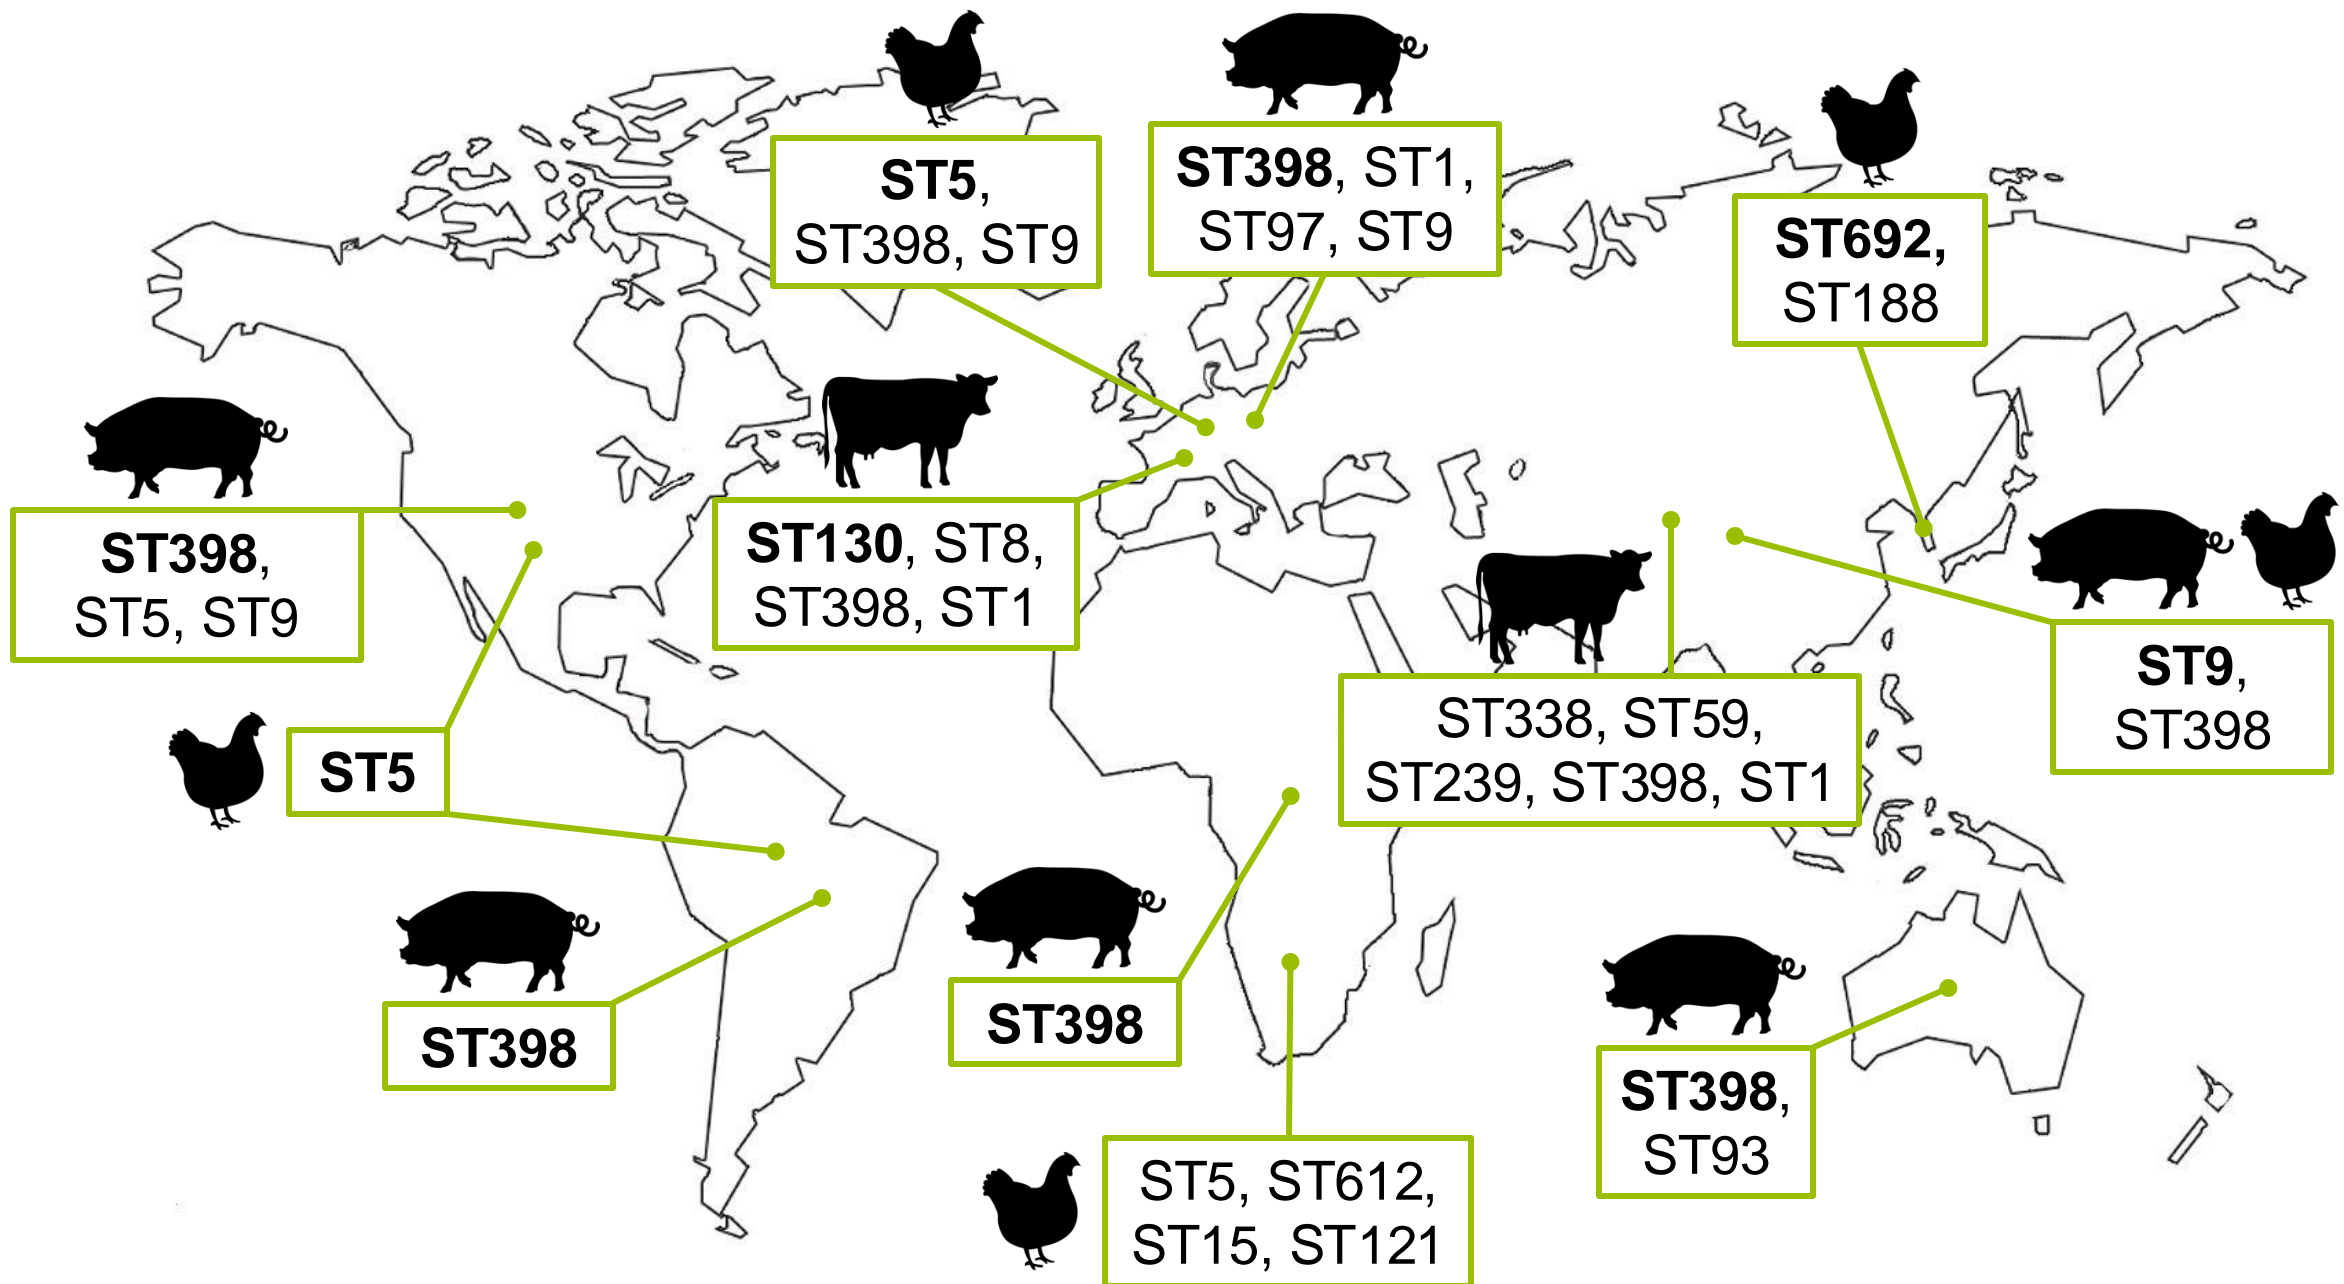 ST5,
ST398, ST9
ST398, ST1,
ST97, ST9
ST692,
ST188
ST398,
ST5, ST9
ST130, ST8,
ST398, ST1
ST338, ST59,
ST239, ST398, ST1
ST9,
ST398
ST5
ST398
ST398
ST398,
ST93
ST5, ST612,
ST15, ST121